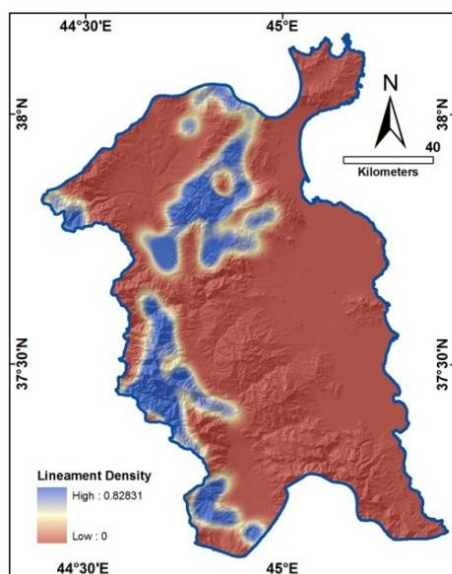 44°30'E 45°E
38°N 38°N
N
40
Kilometers
37°30'N 37°30'N
Lineament Density
High : 0.82831
Low : 0
44°30'E 45°E